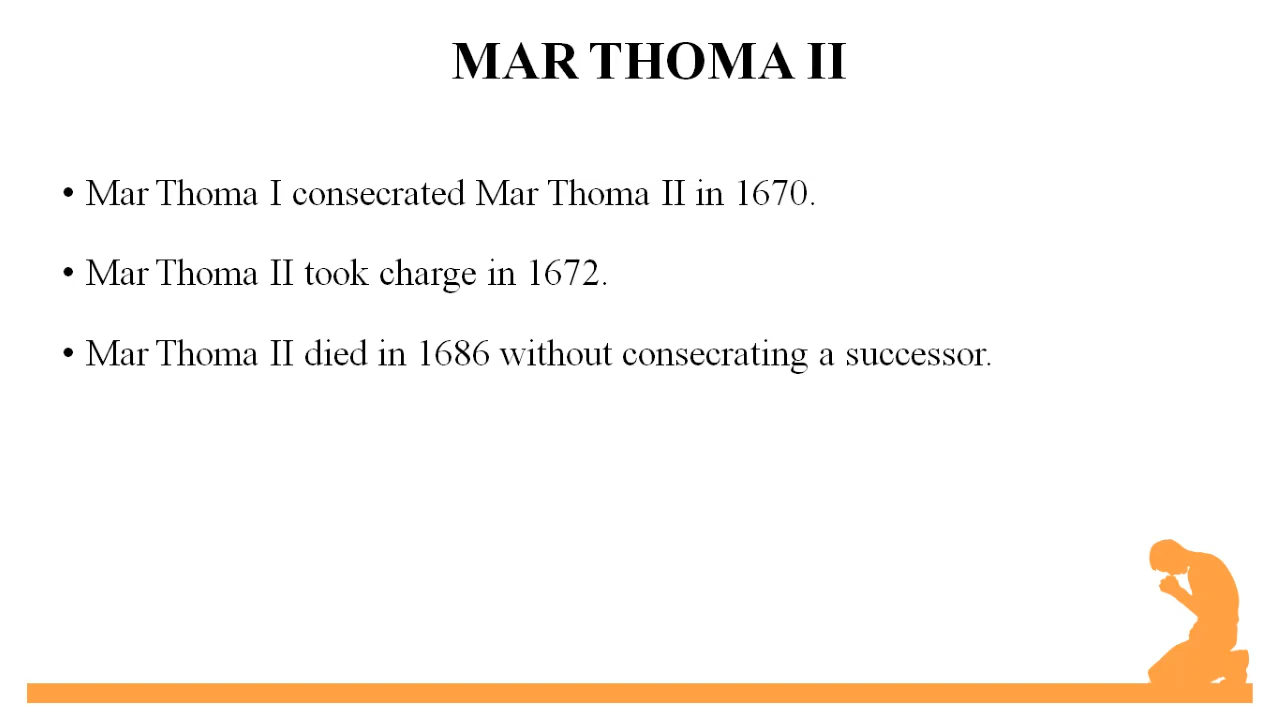 MAR THOMA II
• Mar Thoma I consecrated Mar Thoma II in 1670.
• Mar Thoma II took charge in 1672.
• Mar Thoma II died in 1686 without consecrating a successor.